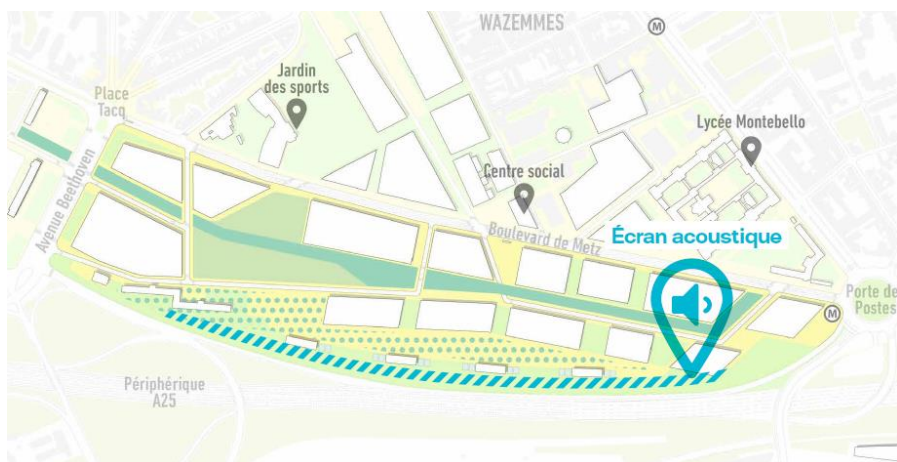 WAZEMMES
M
Jardin
des sports
Place
Tacq
Lycée Montebello
Centre social
Avenue Beethoven
Boulevard de Metz
Écran acoustique
Porte de
Postes
M
Périphérique
A25